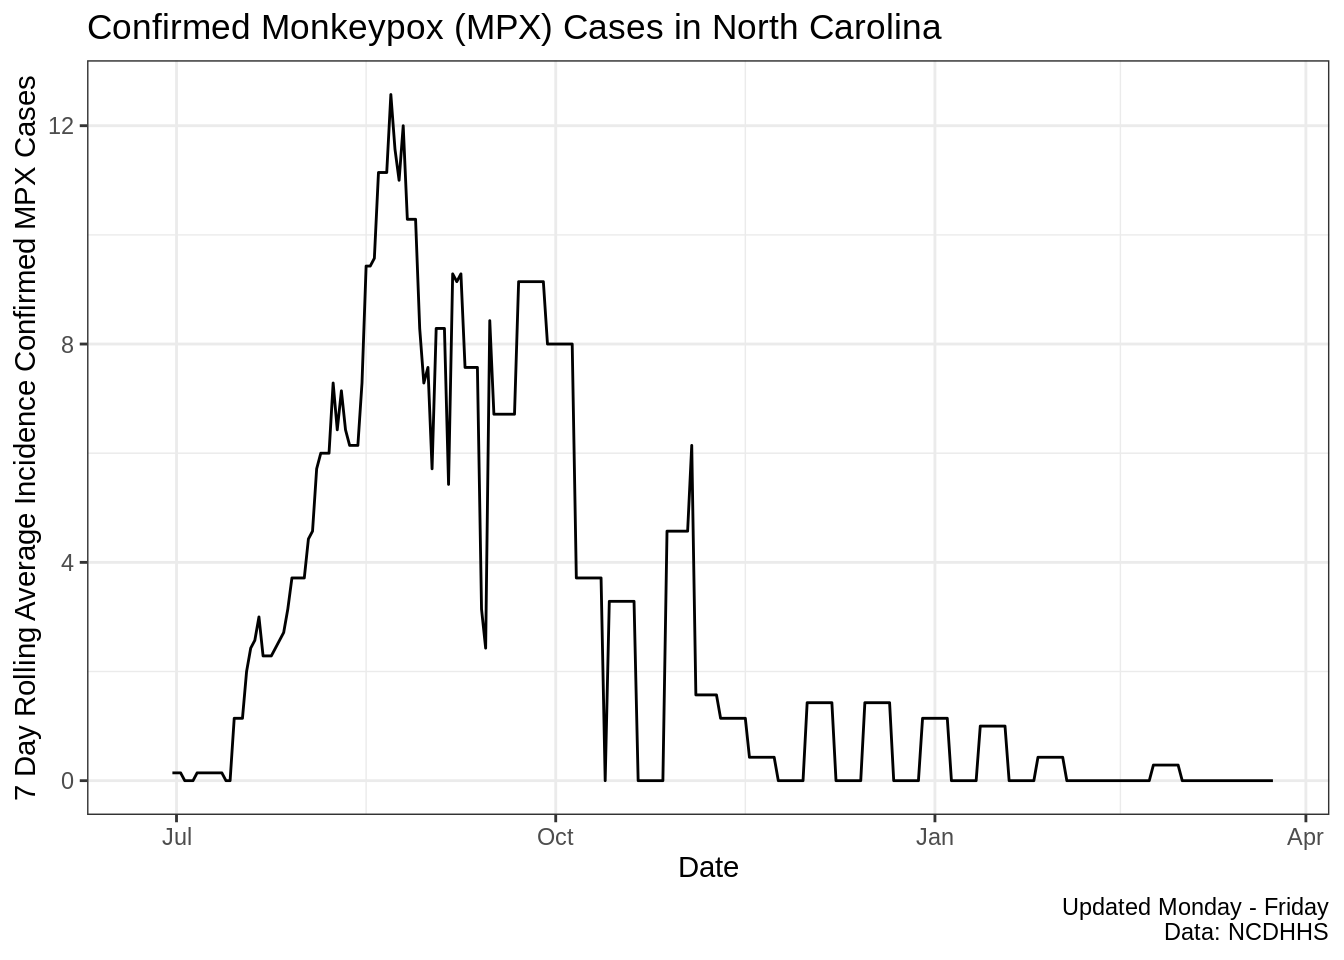 Confirmed Monkeypox (MPX) Cases in North Carolina
7 Day Rolling Average Incidence Confirmed MPX Cases
12
8
4
0
Jul
Oct
Jan
Apr
Date
Updated Monday - Friday
Data: NCDHHS